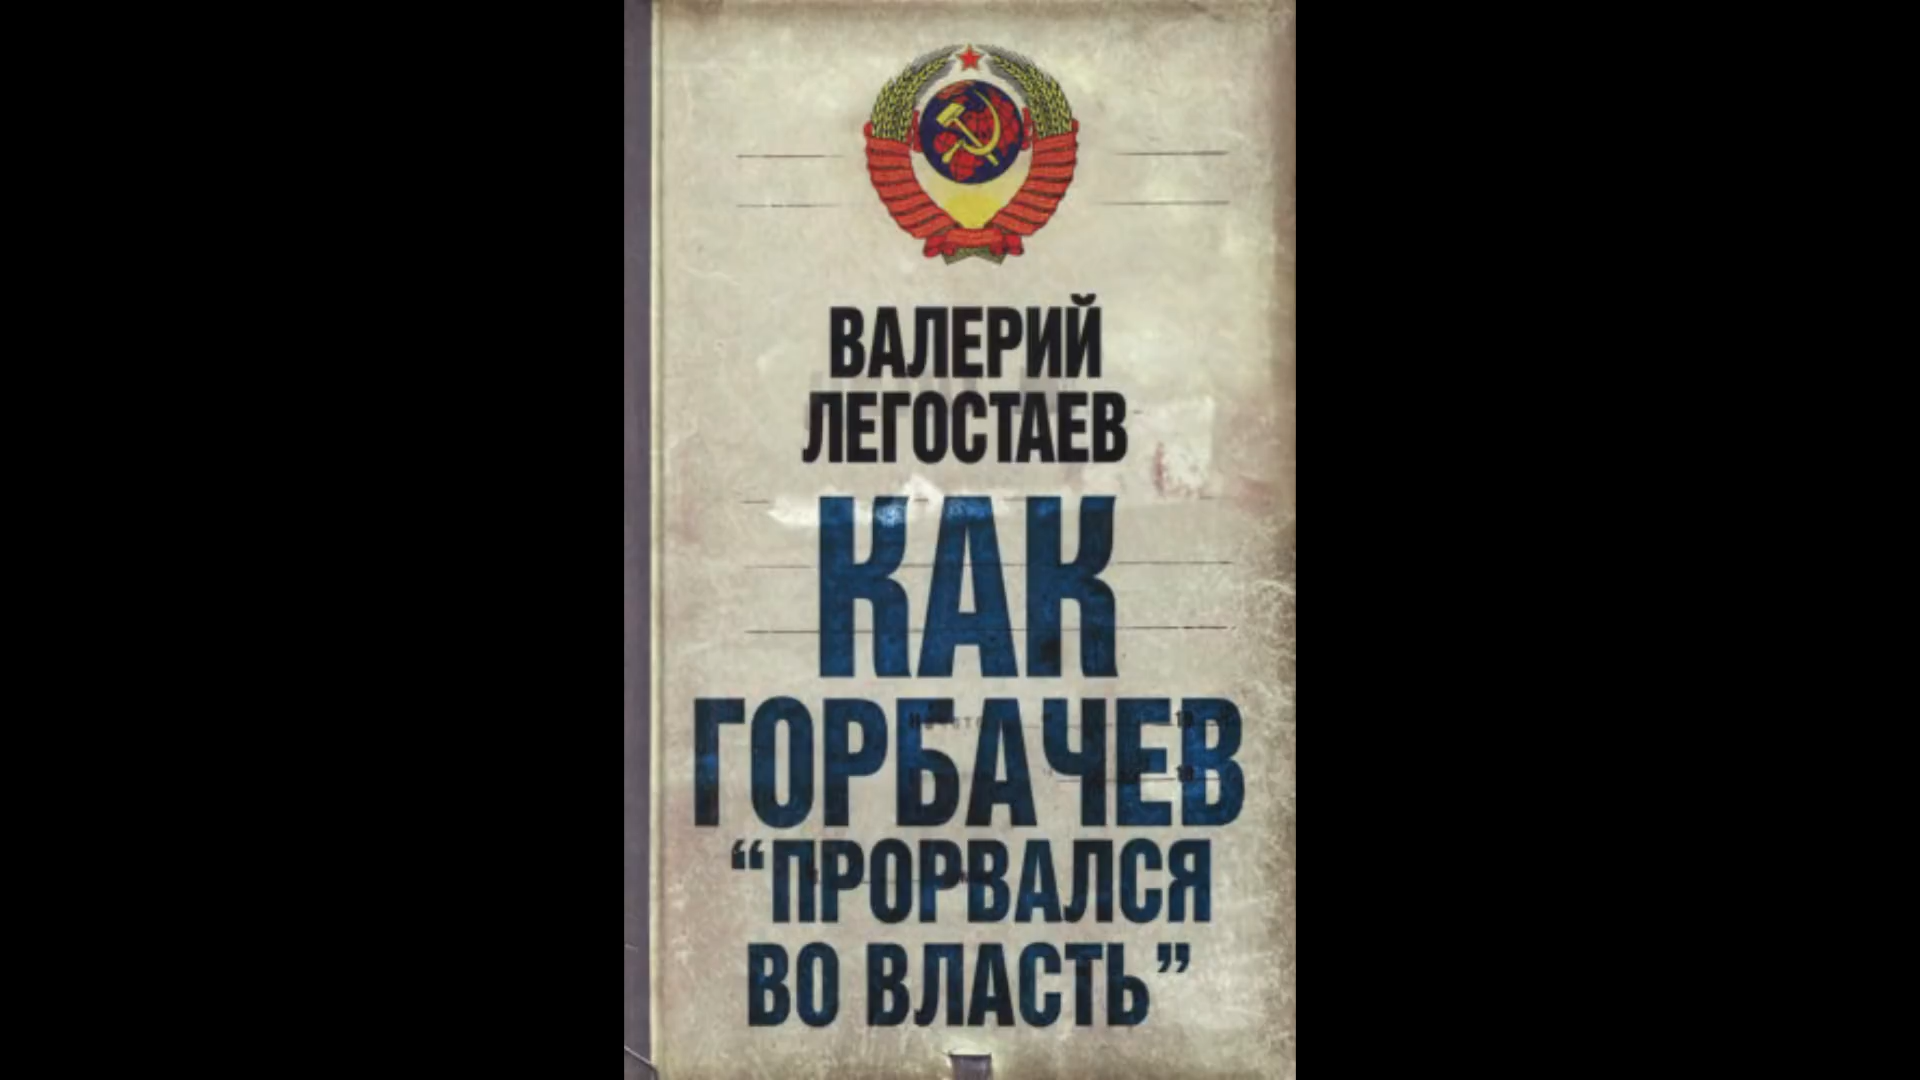 ВАЛЕРИЙ
ЛЕГОСТАЕВ
КАК
ГОРБАЧЕВ
“ПРОРВАЛСЯ
ВО ВЛАСТЬ”